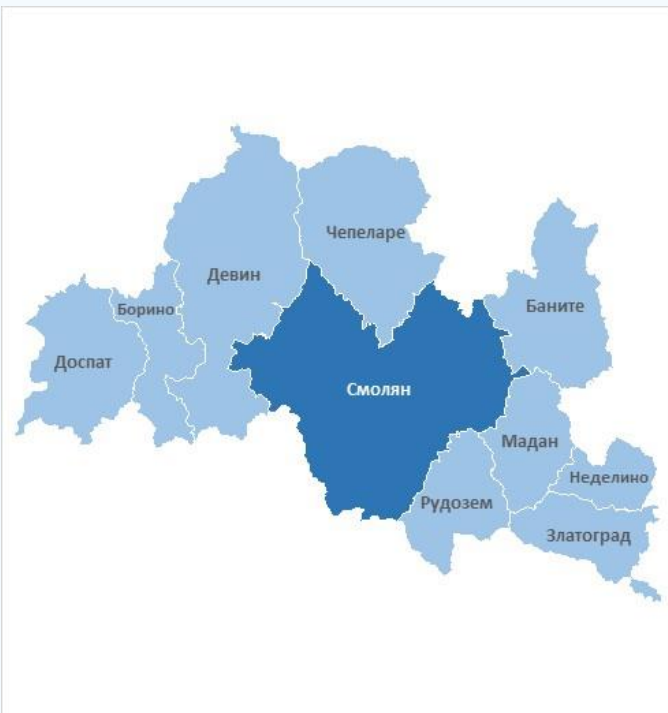 Чепеларе
Девин
Баните
Борино
Доспат
Смолян
Мадан
Неделино
Рудозем
Златоград